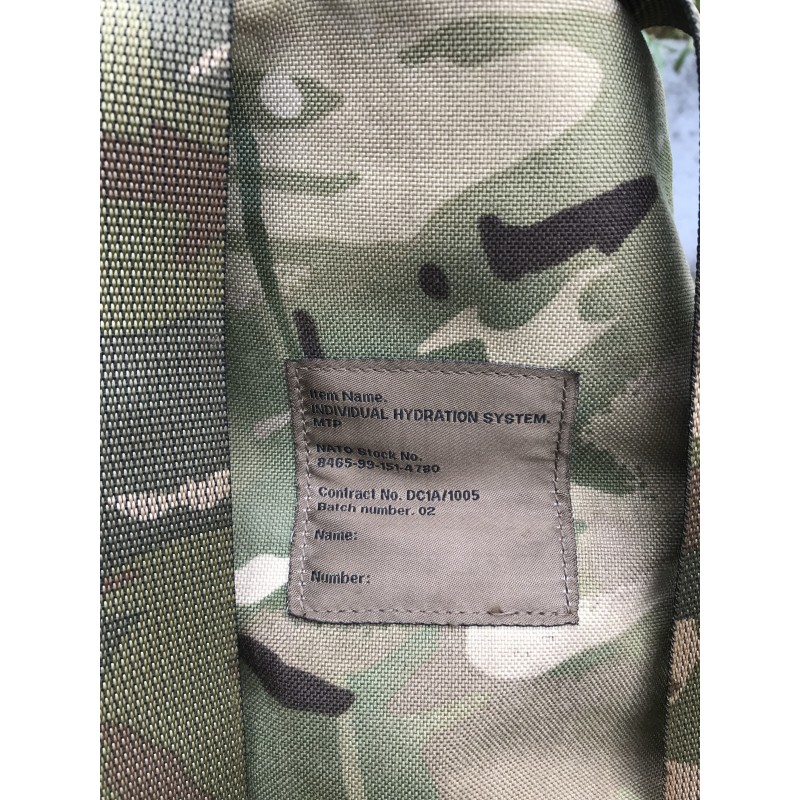 Item Name.
INDIVIDUAL HYDRATION SYSTEM.
MTP
NATO Stock No.
8465-99-151-4780
Contract No. DC1A/1005
Batch number. 02
Name:
Number: